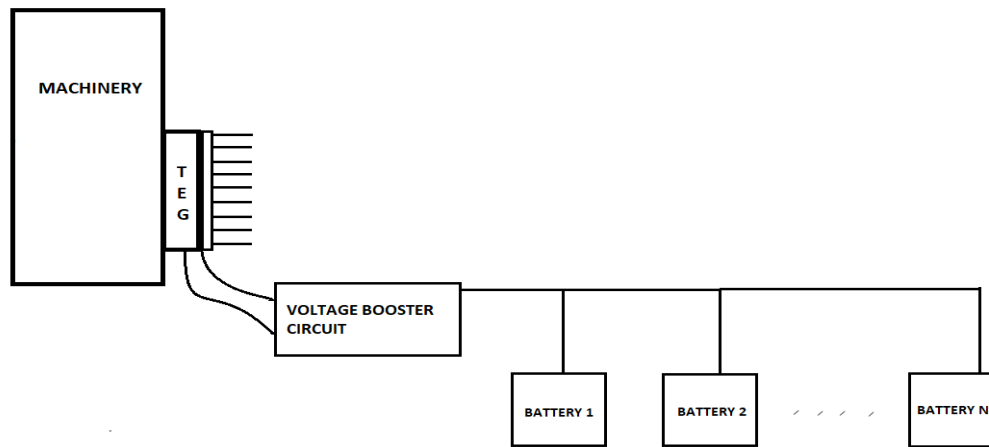 MACHINERY
T
E
G
VOLTAGE BOOSTER
CIRCUIT
BATTERY 1
BATTERY 2
BATTERY N